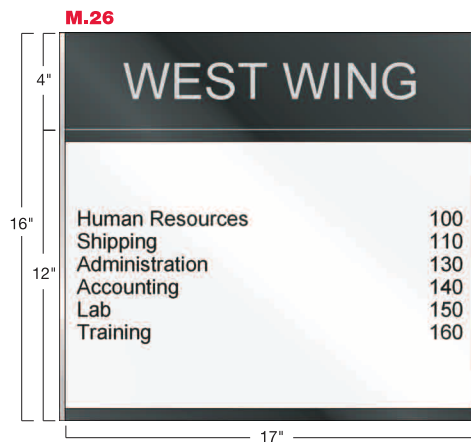 M.26
4"
WEST WING
16"
12"
Human Resources 100
Shipping 110
Administration 130
Accounting 140
Lab 150
Training 160
17"